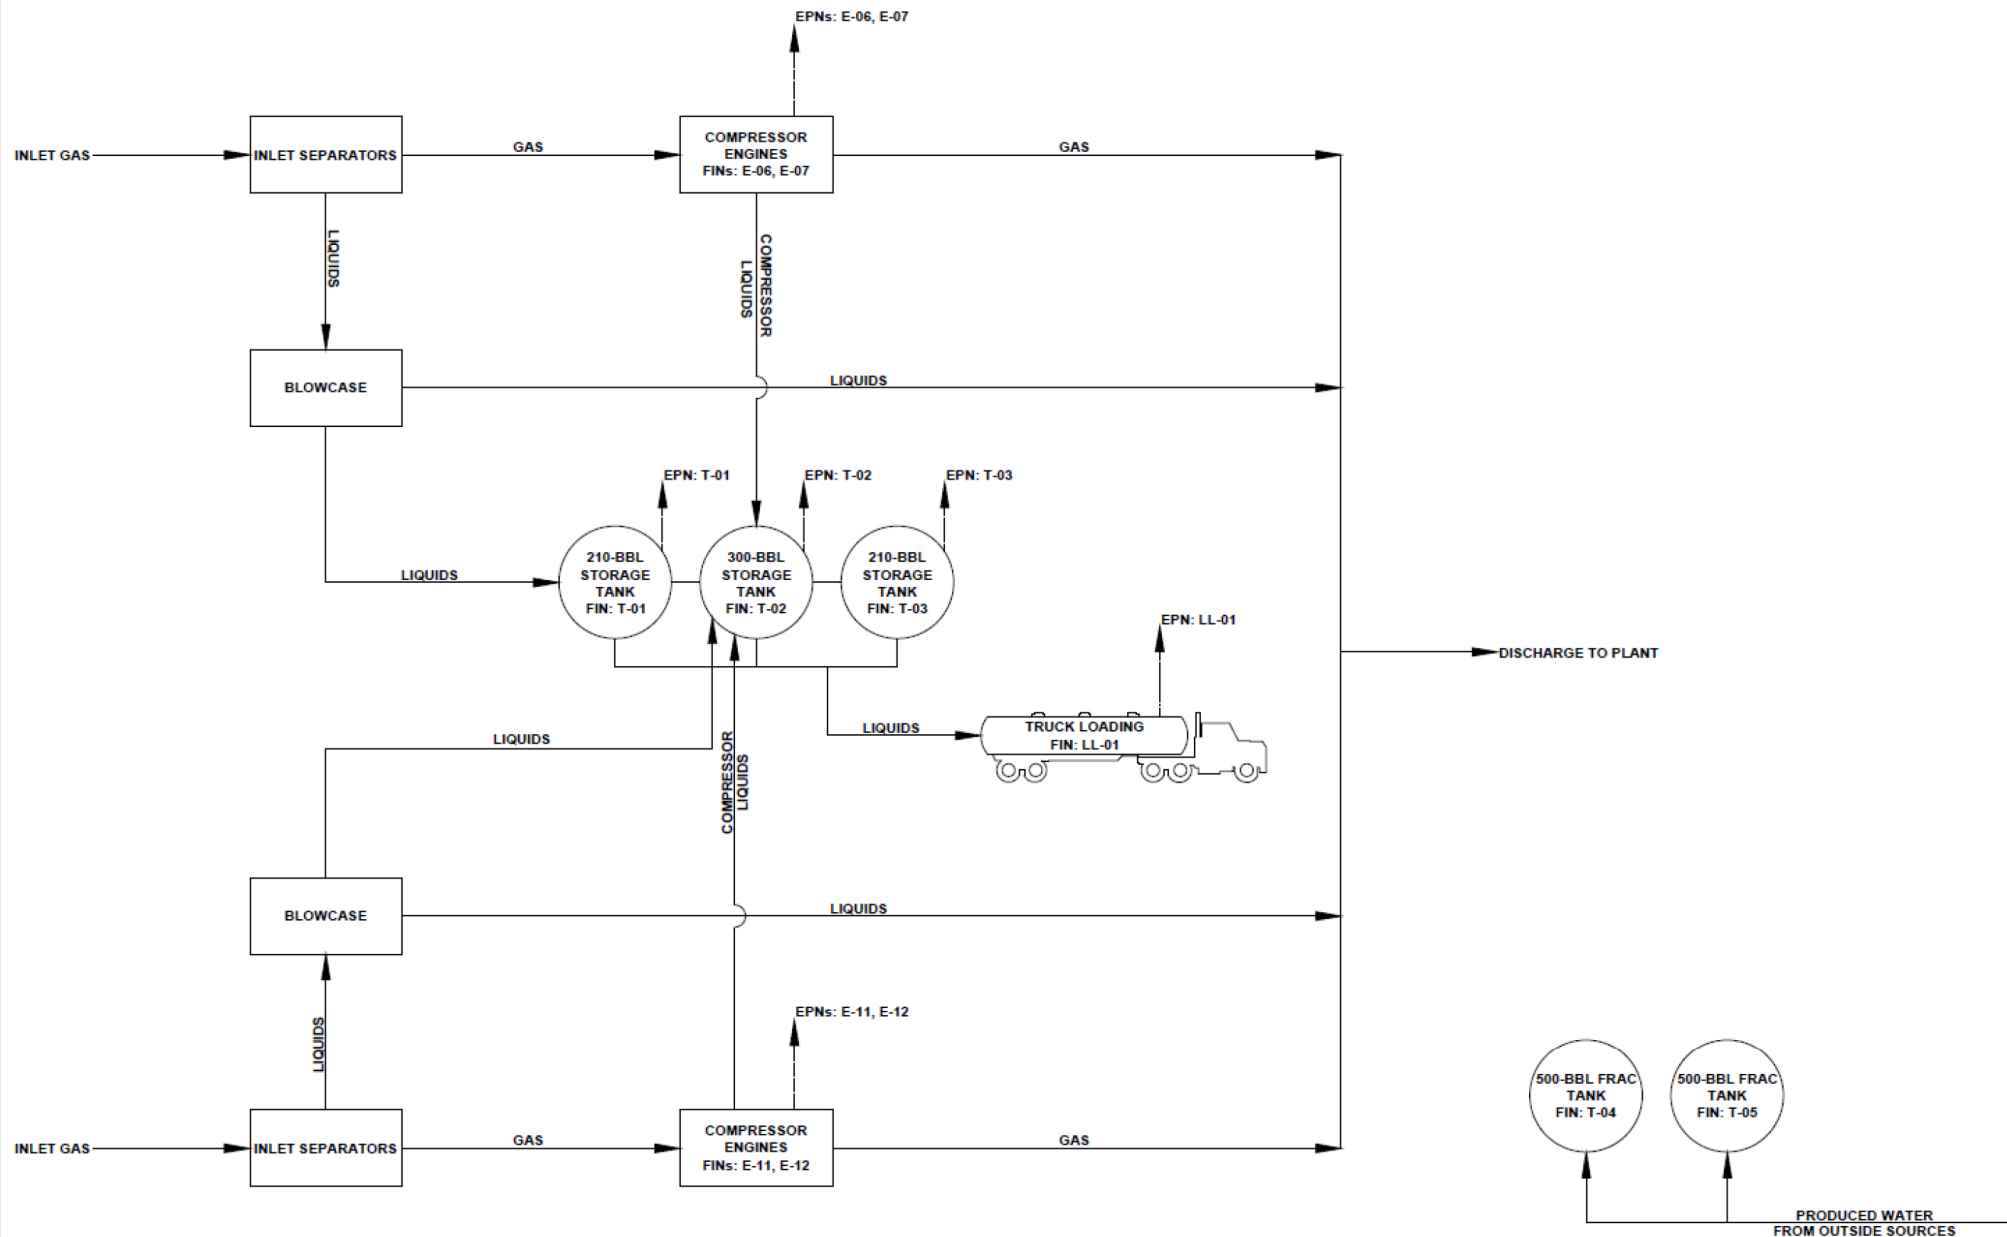 EPNs: E-06, E-07
INLET GAS
INLET SEPARATORS
GAS
COMPRESSOR
ENGINES
FINs: E-06, E-07
GAS
LIQUIDS
COMPRESSOR
LIQUIDS
BLOWCASE
LIQUIDS
EPN: T-01
EPN: T-02
EPN: T-03
LIQUIDS
210-BBL
STORAGE
TANK
FIN: T-01
300-BBL
STORAGE
TANK
FIN: T-02
210-BBL
STORAGE
TANK
FIN: T-03
EPN: LL-01
DISCHARGE TO PLANT
LIQUIDS
TRUCK LOADING
FIN: LL-01
LIQUIDS
COMPRESSOR
LIQUIDS
BLOWCASE
LIQUIDS
LIQUIDS
EPNs: E-11, E-12
INLET GAS
INLET SEPARATORS
GAS
COMPRESSOR
ENGINES
FINs: E-11, E-12
GAS
500-BBL FRAC
TANK
FIN: T-04
500-BBL FRAC
TANK
FIN: T-05
PRODUCED WATER
FROM OUTSIDE SOURCES